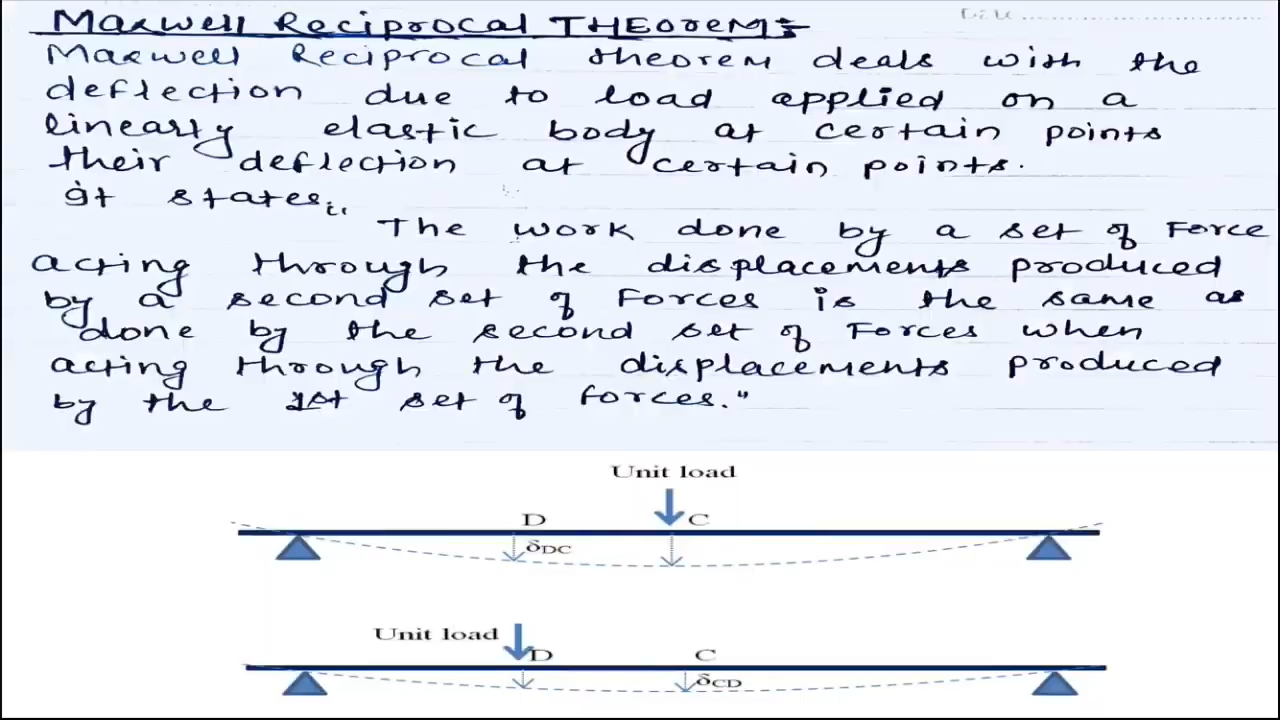 Date
Maxwell Reciprocal THEOREM:-
Maxwell Reciprocal theorem deals with the
deflection due to load applied on a
linearly elastic body at certain points
their deflection at certain points.
It states,"
The work done by a set of Force
acting through the displacements produced
by a second set of Forces is the same as
done by the second set of Forces when
acting through the displacements produced
by the 1st set of forces."
Unit load
D C
δDC
Unit load
D C
δCD